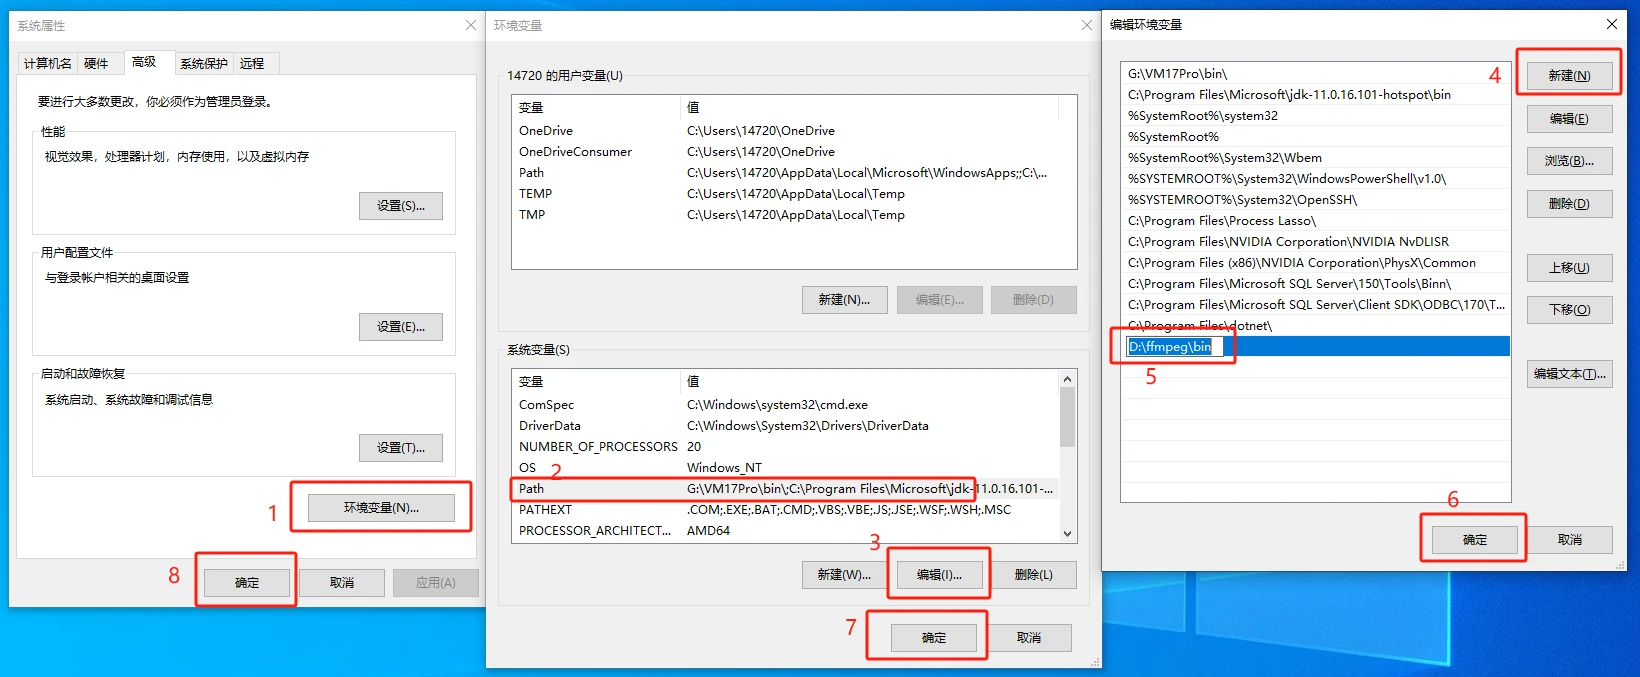 系统属性
计算机名 硬件 高级 系统保护 远程
要进行大多数更改，你必须作为管理员登录。
性能
视觉效果，处理器计划，内存使用，以及虚拟内存
设置(S)...
用户配置文件
与登录帐户相关的桌面设置
设置(E)...
启动和故障恢复
系统启动、系统故障和调试信息
设置(T)...
1
环境变量(N)...
8
确定 取消 应用(A)
环境变量
14720 的用户变量(U)
变量 值
OneDrive C:\Users\14720\OneDrive
OneDriveConsumer C:\Users\14720\OneDrive
Path C:\Users\14720\AppData\Local\Microsoft\WindowsApps;;C:\...
TEMP C:\Users\14720\AppData\Local\Temp
TMP C:\Users\14720\AppData\Local\Temp
新建(N)... 编辑(E)... 删除(D)
系统变量(S)
变量 值
ComSpec C:\Windows\system32\cmd.exe
DriverData C:\Windows\System32\Drivers\DriverData
NUMBER_OF_PROCESSORS 20
OS Windows_NT
2
Path G:\VM17Pro\bin\;C:\Program Files\Microsoft\jdk-11.0.16.101-...
PATHEXT .COM;.EXE;.BAT;.CMD;.VBS;.VBE;.JS;.JSE;.WSF;.WSH;.MSC
PROCESSOR_ARCHITECT... AMD64
3
新建(W)... 编辑(I)... 删除(L)
7
确定 取消
编辑环境变量
G:\VM17Pro\bin\
C:\Program Files\Microsoft\jdk-11.0.16.101-hotspot\bin
%SystemRoot%\system32
%SystemRoot%
%SystemRoot%\System32\Wbem
%SYSTEMROOT%\System32\WindowsPowerShell\v1.0\
%SYSTEMROOT%\System32\OpenSSH\
C:\Program Files\Process Lasso\
C:\Program Files\NVIDIA Corporation\NVIDIA NvDLISR
C:\Program Files (x86)\NVIDIA Corporation\PhysX\Common
C:\Program Files\Microsoft SQL Server\150\Tools\Binn\
C:\Program Files\Microsoft SQL Server\Client SDK\ODBC\170\T...
C:\Program Files\dotnet\
D:\ffmpeg\bin
5
4
新建(N)
编辑(E)
浏览(B)...
删除(D)
上移(U)
下移(O)
编辑文本(T)...
6
确定 取消